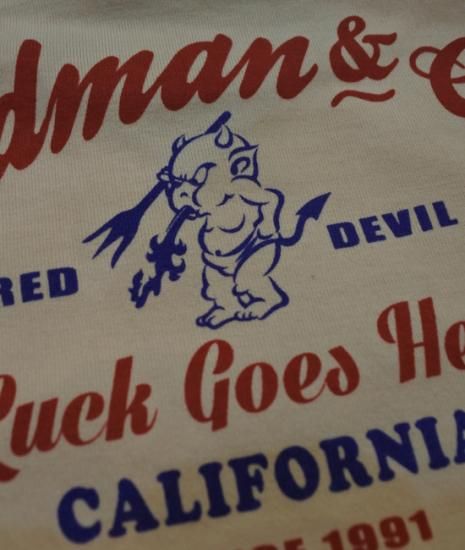 dman & C
RED DEVIL
Luck Goes He
CALIFORNIA
1991